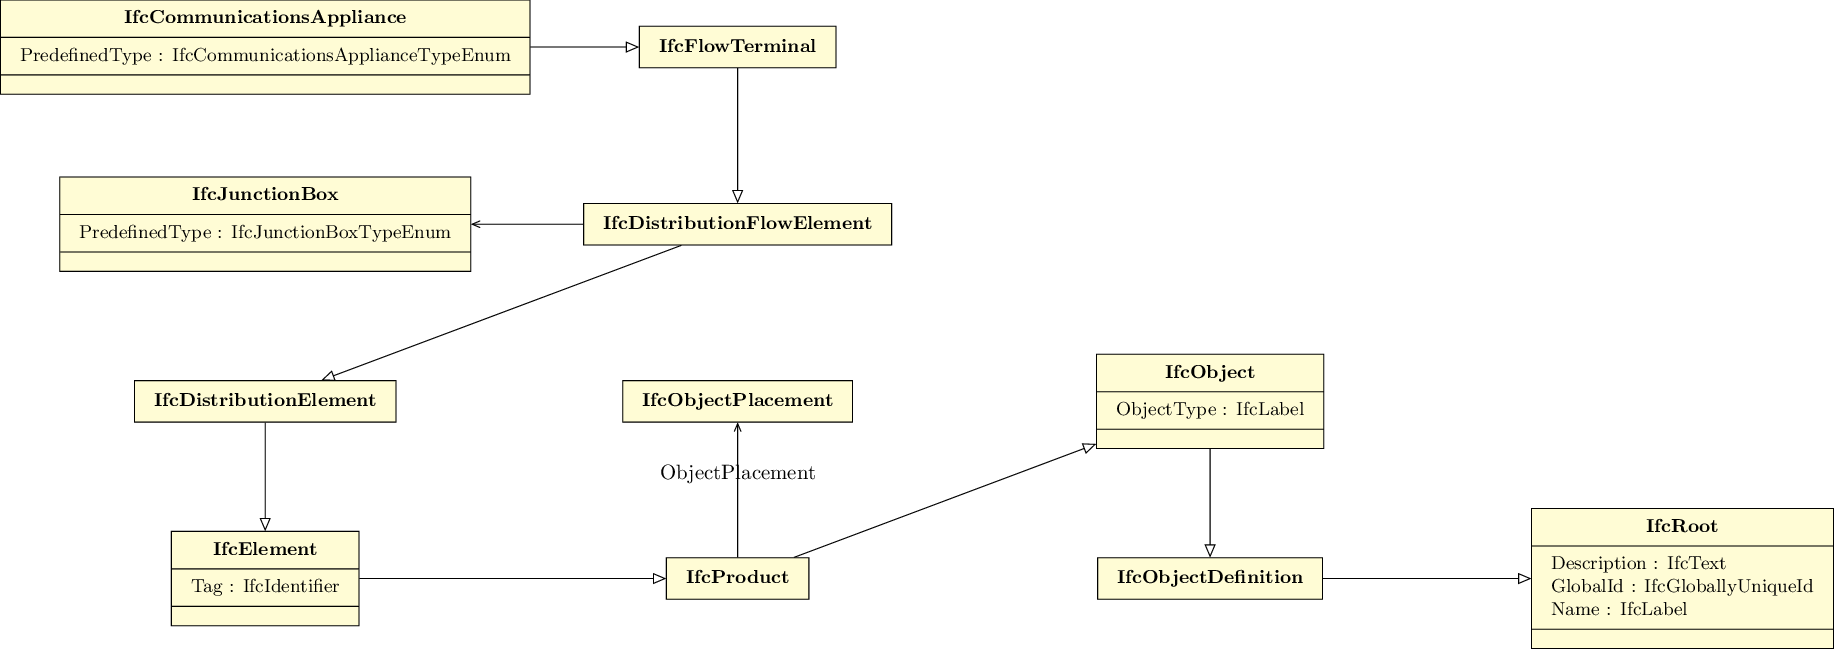 IfcCommunicationsAppliance
PredefinedType : IfcCommunicationsApplianceTypeEnum
IfcFlowTerminal
IfcJunctionBox
PredefinedType : IfcJunctionBoxTypeEnum
IfcDistributionFlowElement
IfcDistributionElement
IfcObjectPlacement
IfcObject
ObjectType : IfcLabel
ObjectPlacement
IfcElement
Tag : IfcIdentifier
IfcProduct
IfcObjectDefinition
IfcRoot
Description : IfcText
GlobalId : IfcGloballyUniqueId
Name : IfcLabel